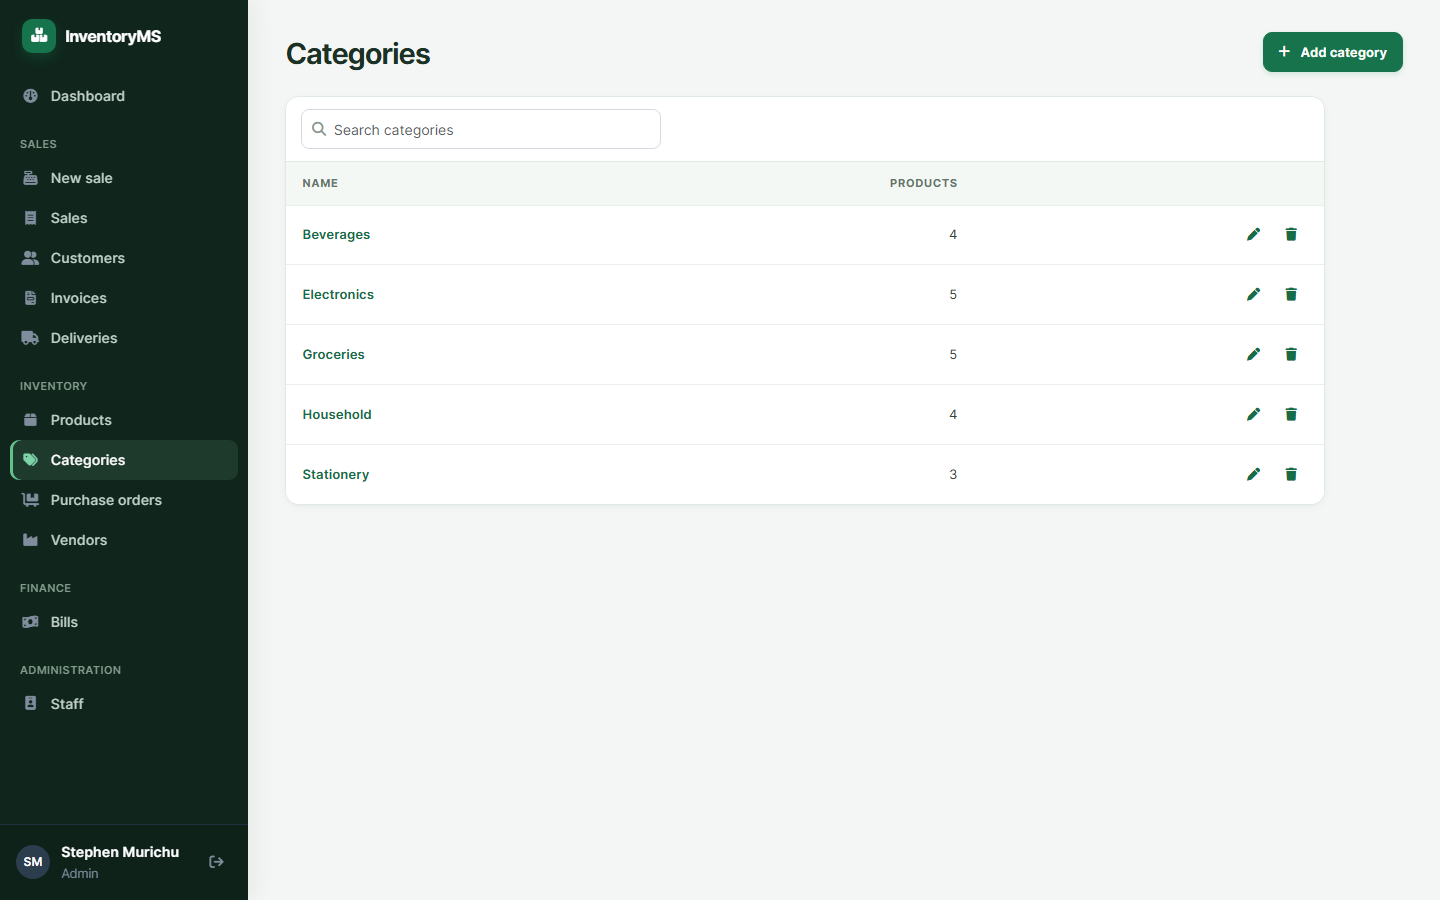 InventoryMS
Dashboard
SALES
New sale
Sales
Customers
Invoices
Deliveries
INVENTORY
Products
Categories
Purchase orders
Vendors
FINANCE
Bills
ADMINISTRATION
Staff
SM
Stephen Murichu
Admin
Categories
Add category
Search categories
NAME PRODUCTS
Beverages 4
Electronics 5
Groceries 5
Household 4
Stationery 3